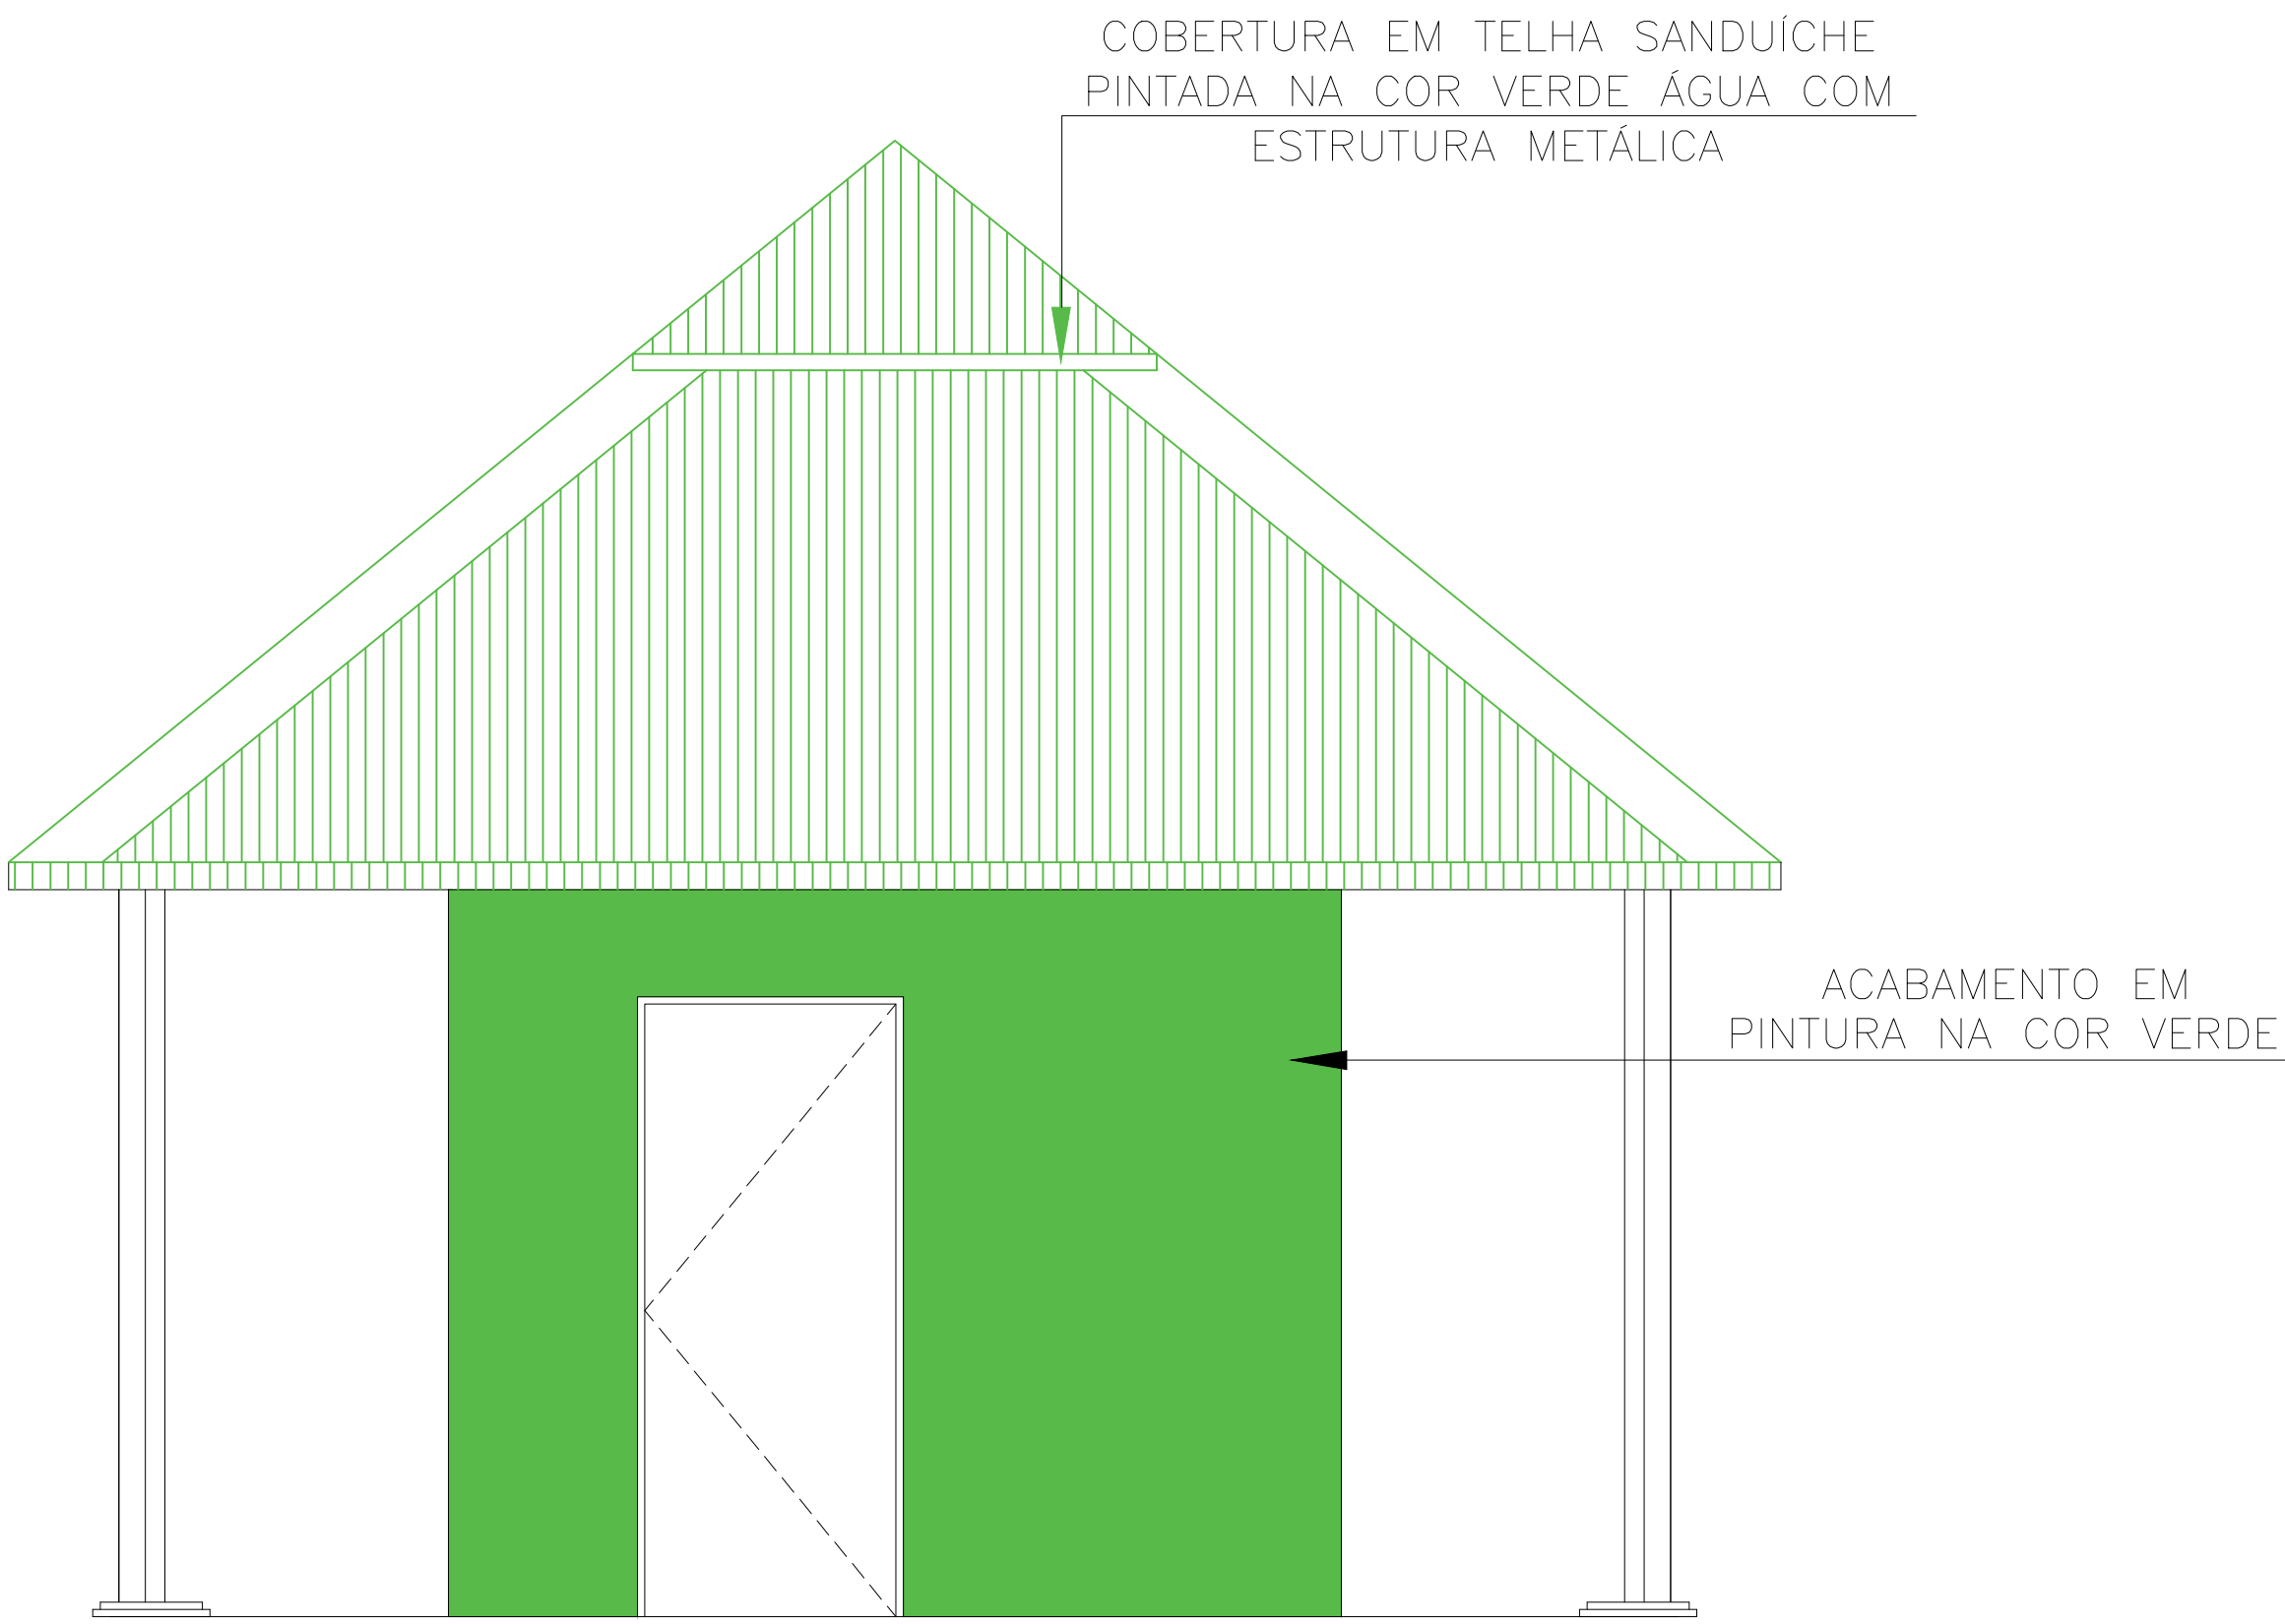 COBERTURA EM TELHA SANDUÍCHE
PINTADA NA COR VERDE ÁGUA COM
ESTRUTURA METÁLICA
ACABAMENTO EM
PINTURA NA COR VERDE